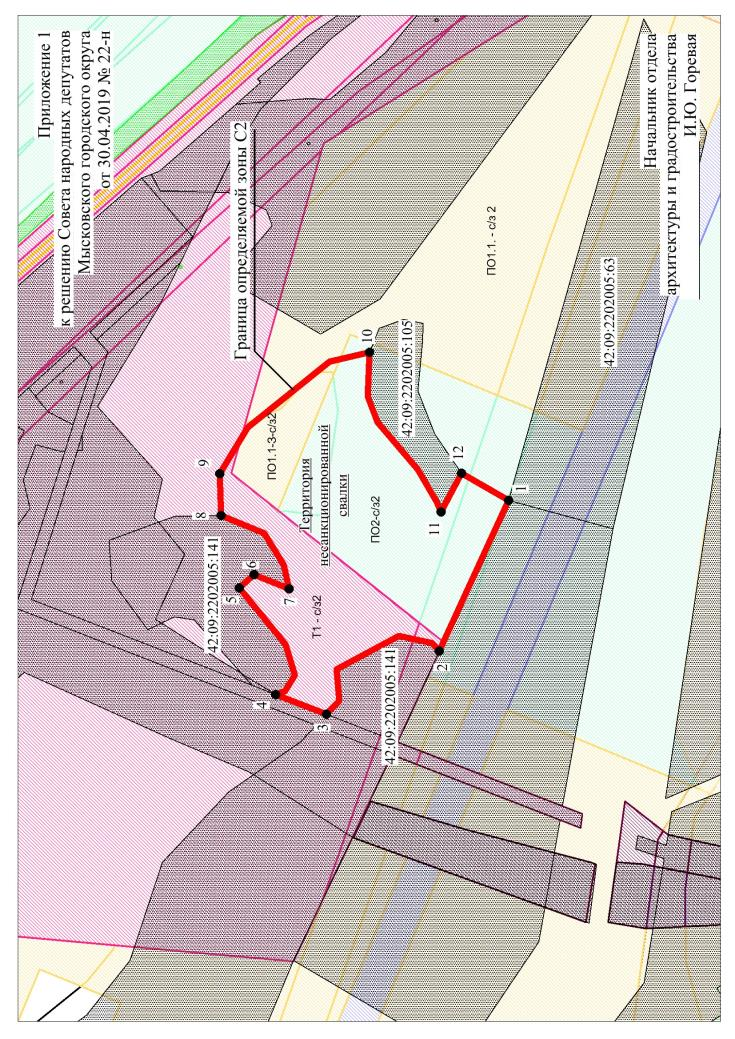 Приложение 1
к решению Совета народных депутатов
Мысковского городского округа
от 30.04.2019 № 22-н
Граница определяемой зоны С2
ПО1.1. - с/з 2
10
42:09:2202005:105
9
ПО1.1-3-с/з2
8
Территория
несанкционированной
свалки
ПО2-с/з2
12
11
1
42:09:2202005:141
5
6
7
Т1 - с/з2
4
3
2
42:09:2202005:141
42:09:2202005:63
Начальник отдела
архитектуры и градостроительства
И.Ю. Горевая